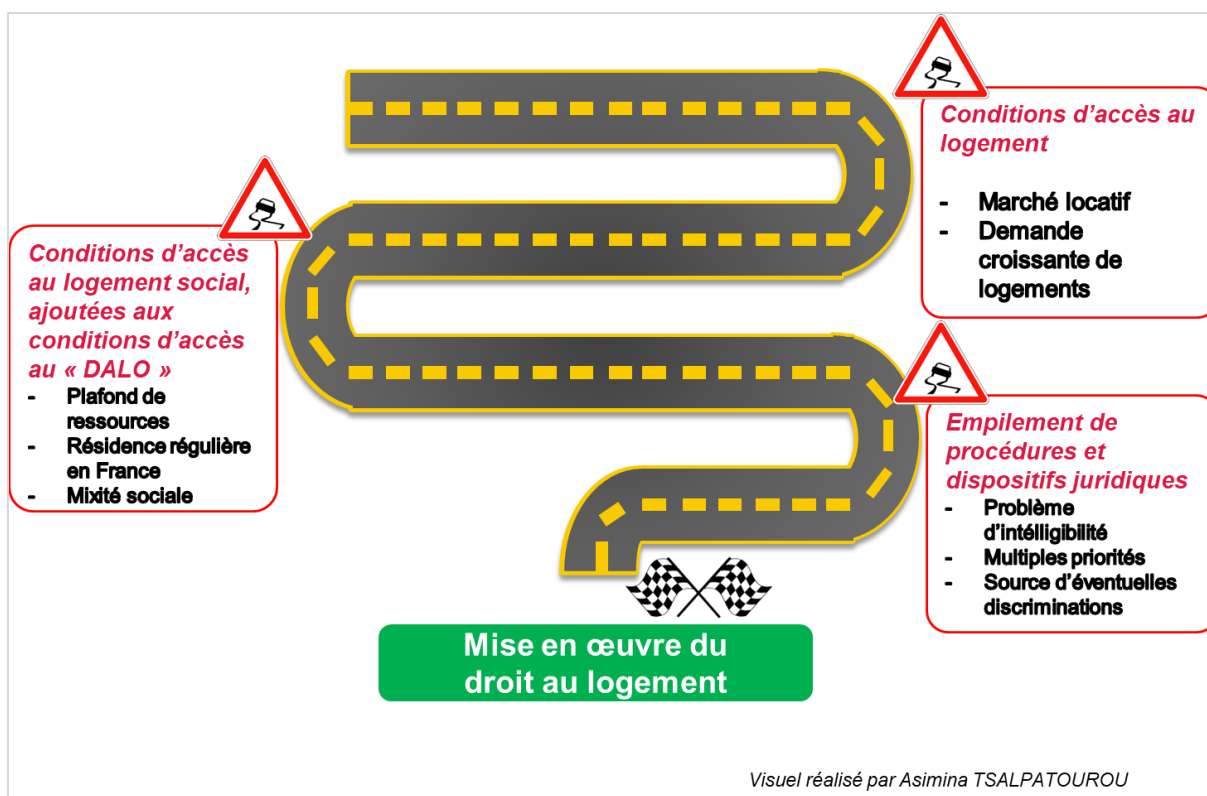 Conditions d'accès au
logement
- Marché locatif
- Demande
croissante de
logements
Conditions d'accès
au logement social,
ajoutées aux
conditions d'accès
au « DALO »
- Plafond de
ressources
- Résidence régulière
en France
- Mixité sociale
Empilement de
procédures et
dispositifs juridiques
- Problème
d'intélligibilité
- Multiples priorités
- Source d'éventuelles
discriminations
Mise en œuvre du
droit au logement
Visuel réalisé par Asimina TSALPATOUROU